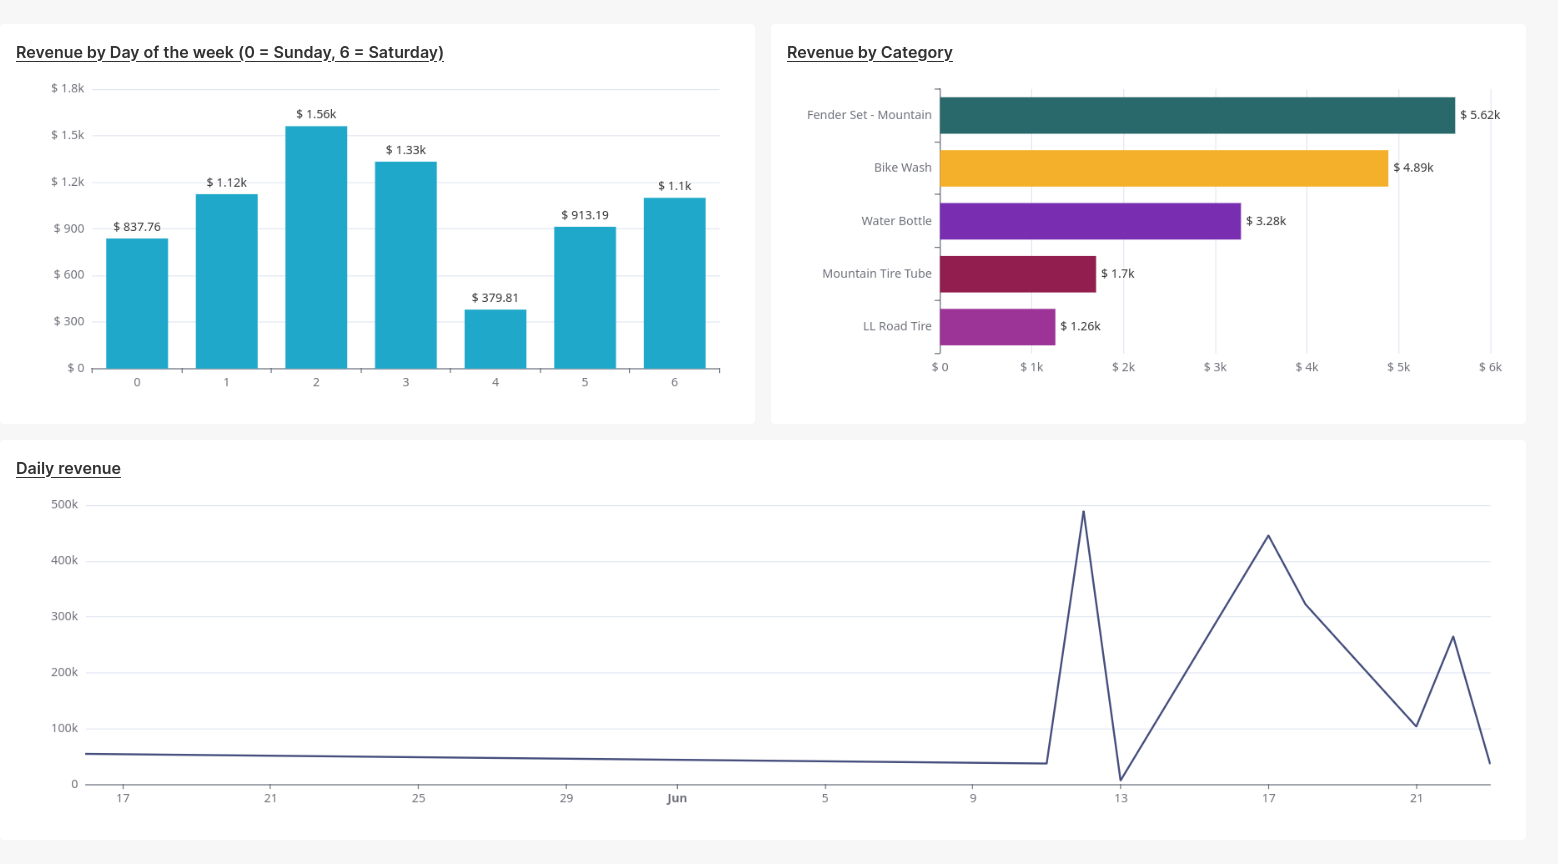 Revenue by Day of the week (0 = Sunday, 6 = Saturday)
$ 1.8k
$ 1.5k
$ 1.2k
$ 900
$ 600
$ 300
$ 0
$ 837.76
$ 1.12k
$ 1.56k
$ 1.33k
$ 379.81
$ 913.19
$ 1.1k
0 1 2 3 4 5 6
Revenue by Category
Fender Set - Mountain $ 5.62k
Bike Wash $ 4.89k
Water Bottle $ 3.28k
Mountain Tire Tube $ 1.7k
LL Road Tire $ 1.26k
$ 0 $ 1k $ 2k $ 3k $ 4k $ 5k $ 6k
Daily revenue
500k
400k
300k
200k
100k
0
17 21 25 29 Jun 5 9 13 17 21